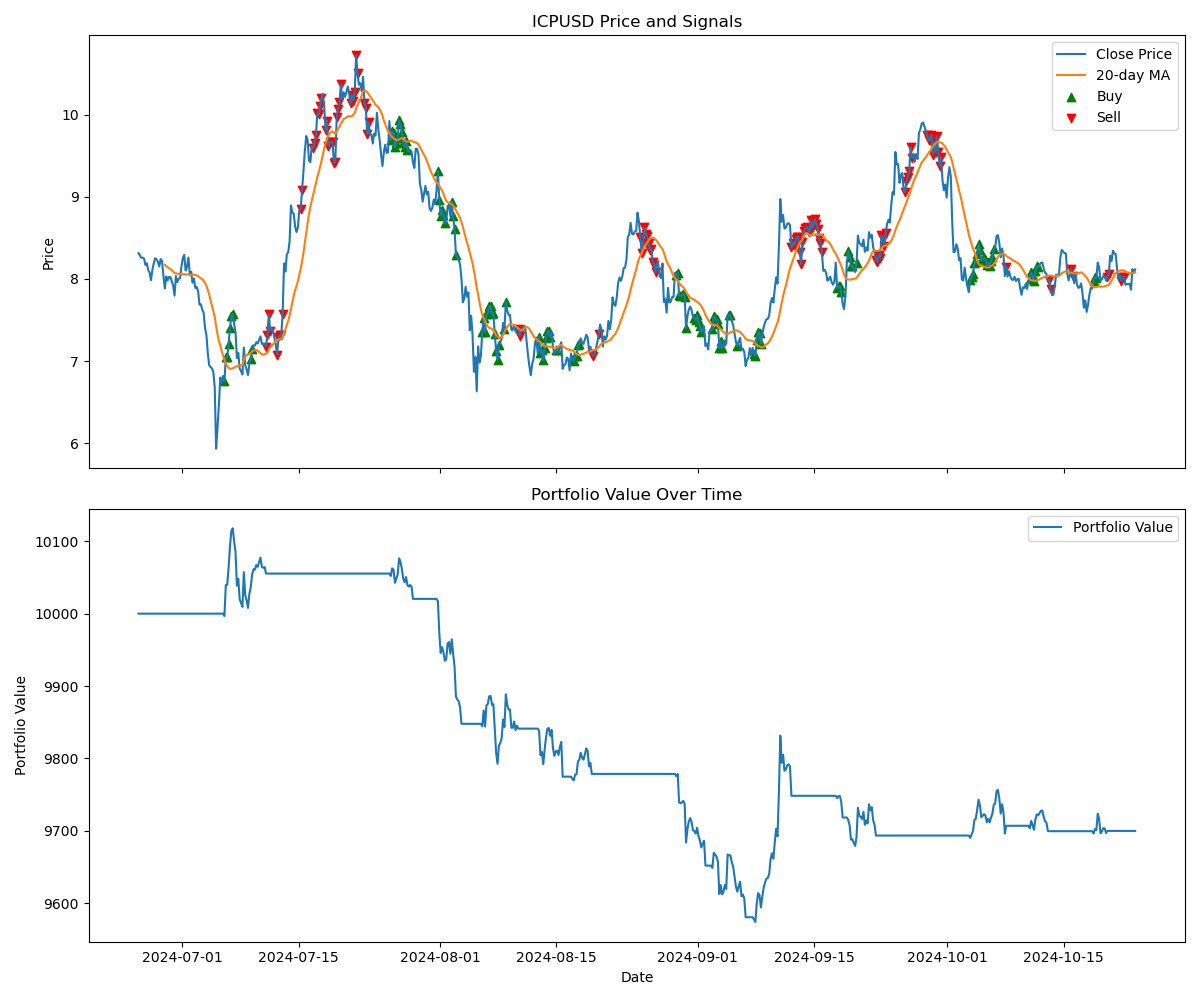 ICPUSD Price and Signals
Close Price
20-day MA
Buy
Sell
Price
10
9
8
7
6
Portfolio Value Over Time
Portfolio Value
Portfolio Value
10100
10000
9900
9800
9700
9600
2024-07-01
2024-07-15
2024-08-01
2024-08-15
2024-09-01
2024-09-15
2024-10-01
2024-10-15
Date